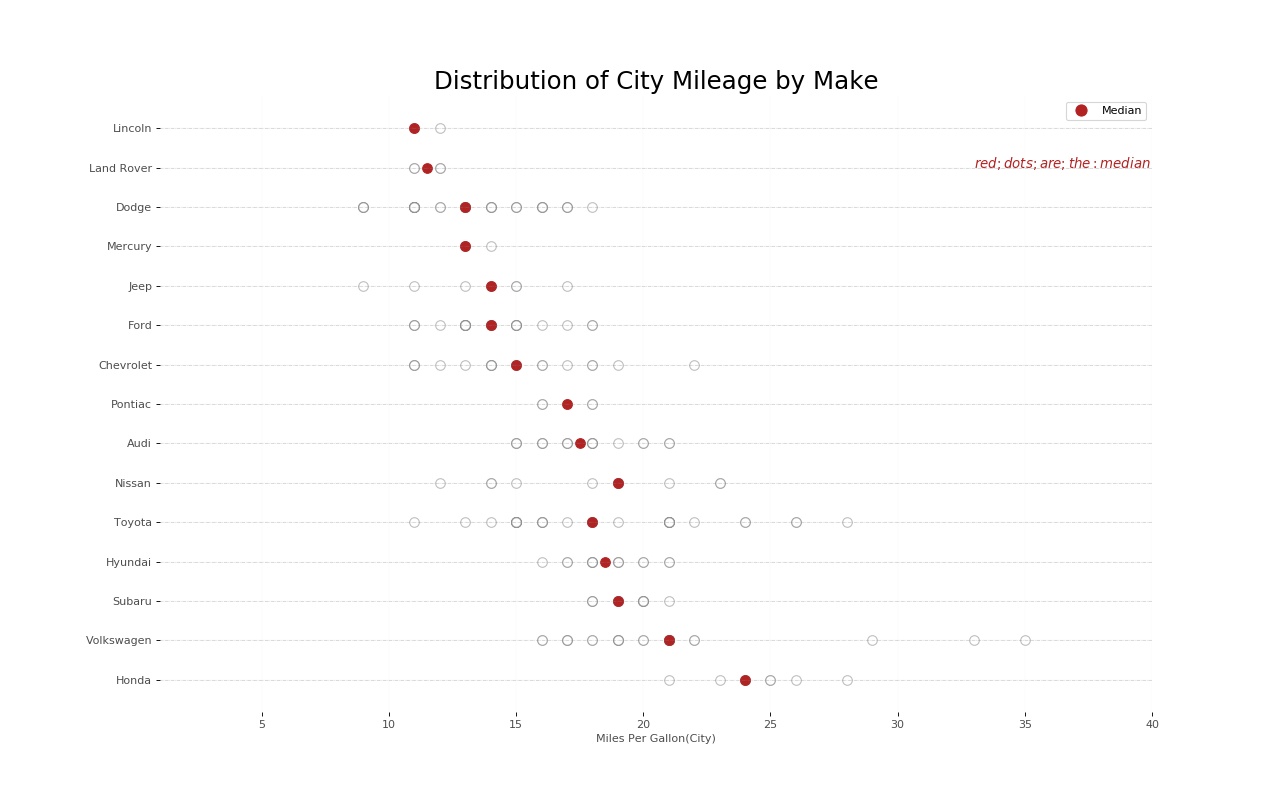 Distribution of City Mileage by Make
Median
red;dots;are;the:median
Lincoln
Land Rover
Dodge
Mercury
Jeep
Ford
Chevrolet
Pontiac
Audi
Nissan
Toyota
Hyundai
Subaru
Volkswagen
Honda
5 10 15 20 25 30 35 40
Miles Per Gallon(City)